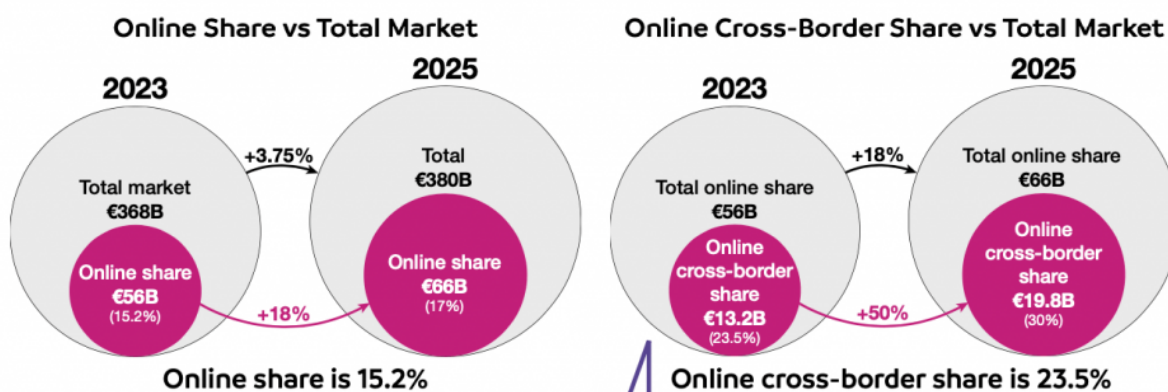 Online Share vs Total Market
2023
2025
+3.75%
Total market
€368B
Total
€380B
Online share
€56B
(15.2%)
Online share
€66B
(17%)
+18%
Online share is 15.2%
Online Cross-Border Share vs Total Market
2023
2025
+18%
Total online share
€56B
Total online share
€66B
Online
cross-border
share
€13.2B
(23.5%)
Online
cross-border
share
€19.8B
(30%)
+50%
Online cross-border share is 23.5%